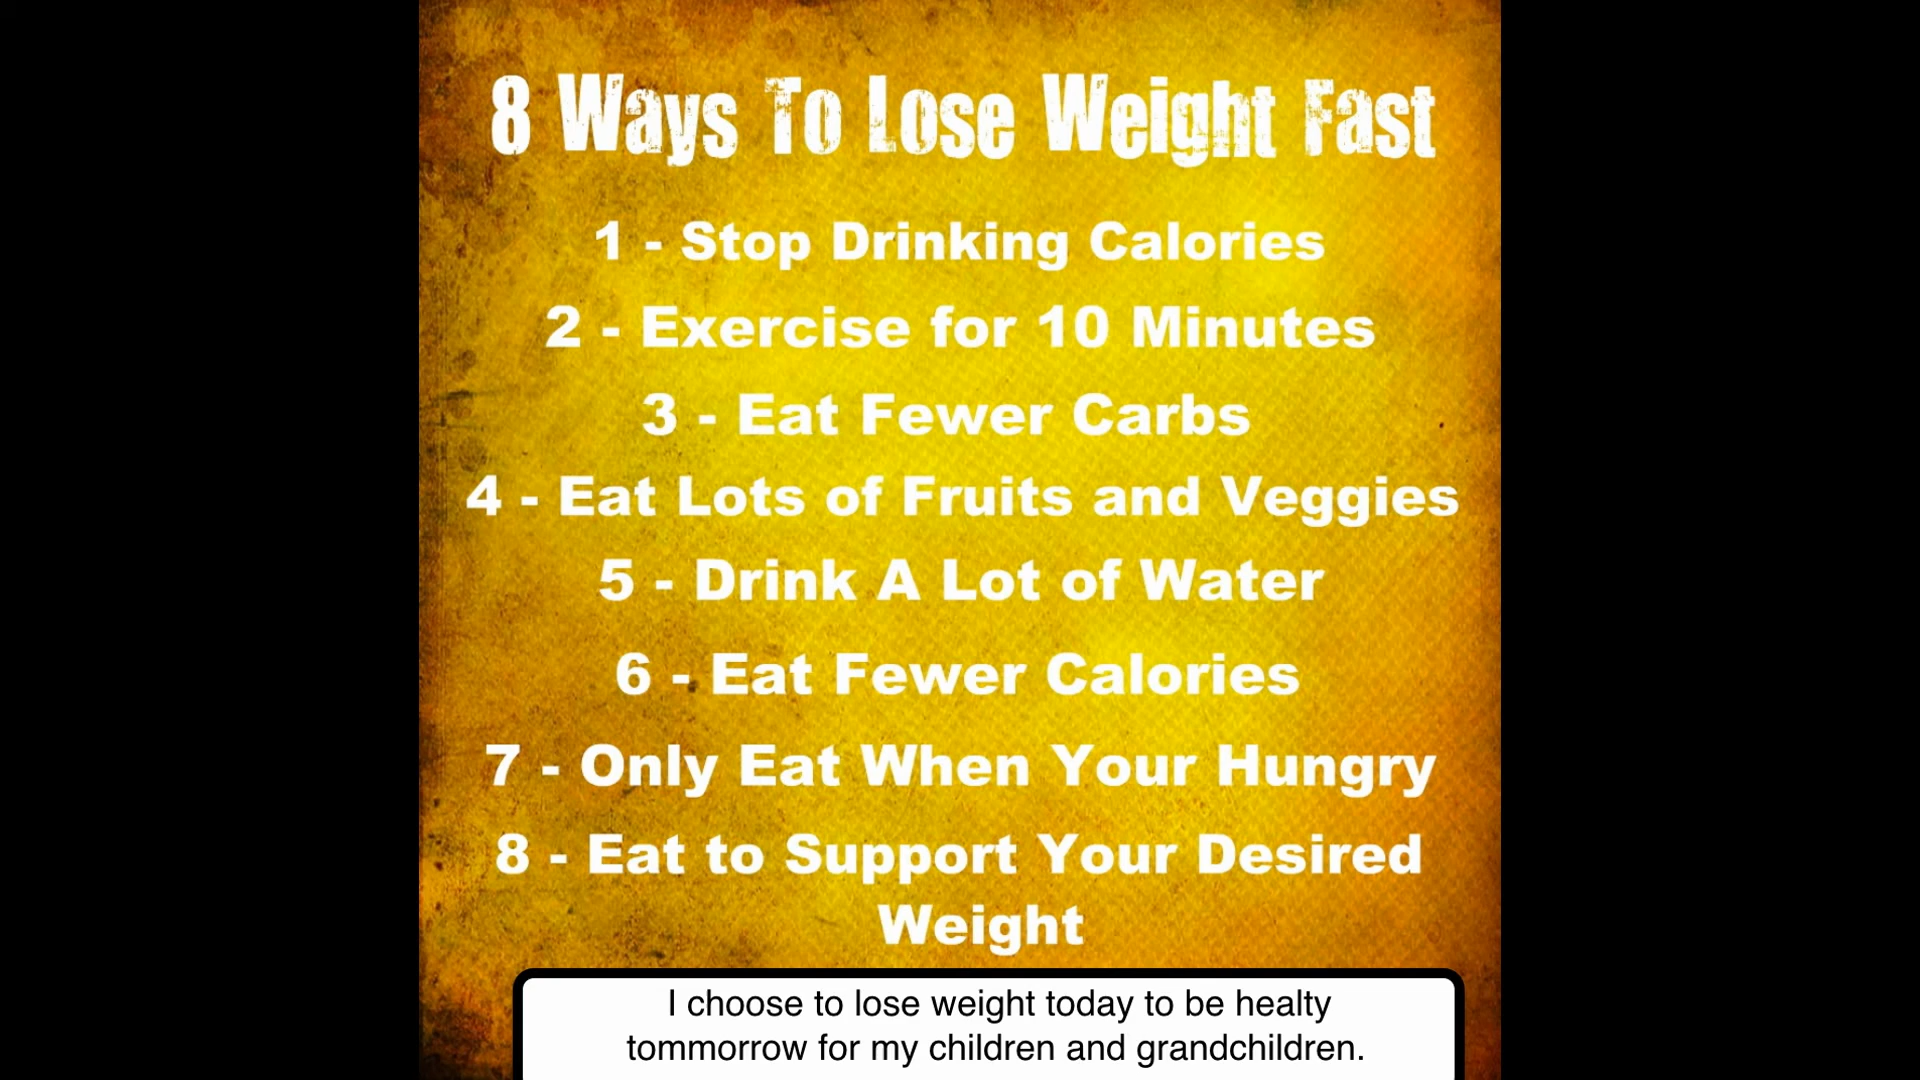 8 Ways To Lose Weight Fast
1 - Stop Drinking Calories
2 - Exercise for 10 Minutes
3 - Eat Fewer Carbs
4 - Eat Lots of Fruits and Veggies
5 - Drink A Lot of Water
6 - Eat Fewer Calories
7 - Only Eat When Your Hungry
8 - Eat to Support Your Desired
Weight
I choose to lose weight today to be healty
tommorrow for my children and grandchildren.